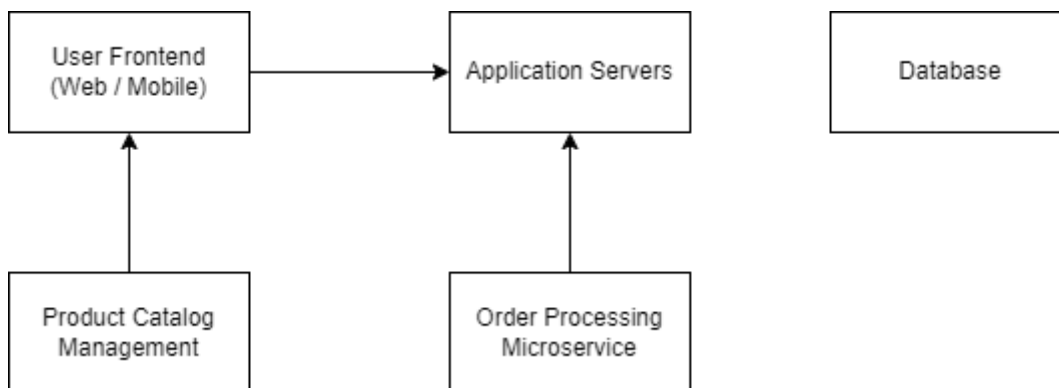 User Frontend
(Web / Mobile)
Application Servers
Database
Product Catalog
Management
Order Processing
Microservice